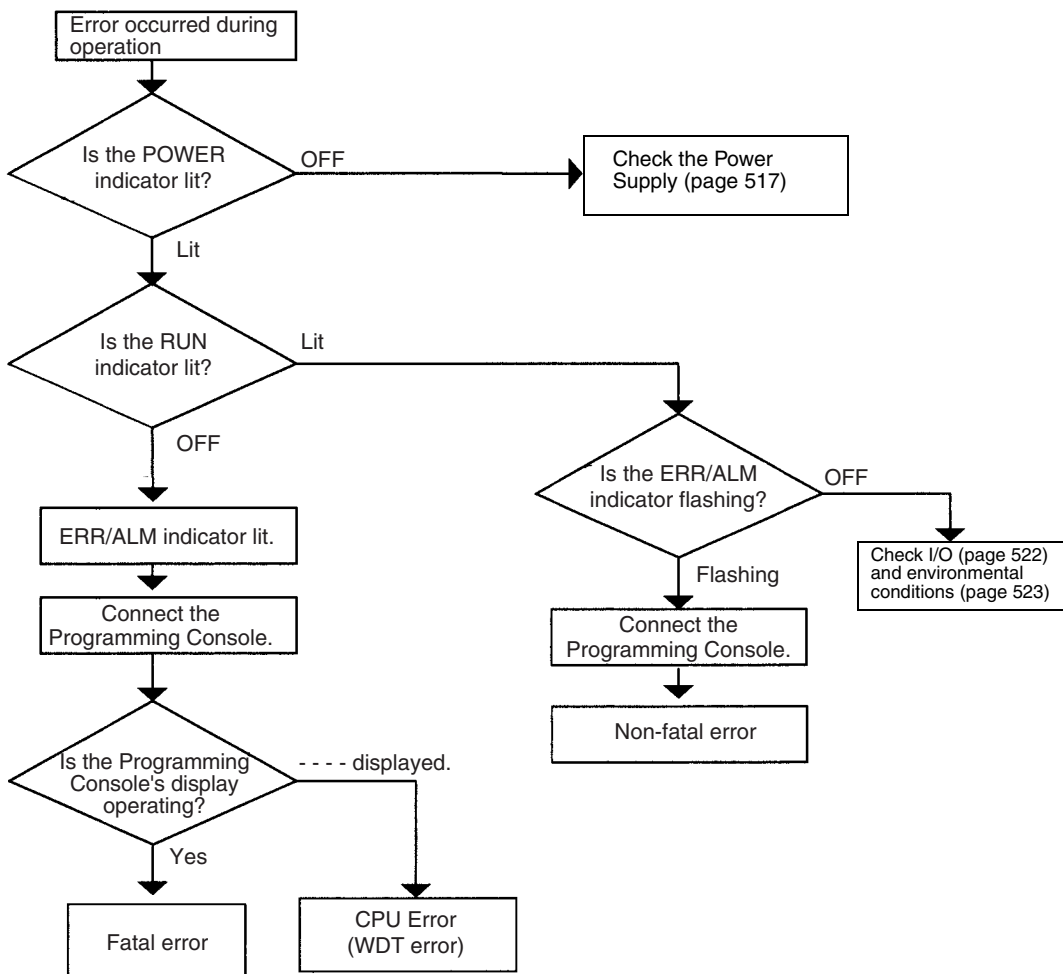 Error occurred during
operation
Is the POWER
indicator lit?
OFF
Check the Power
Supply (page 517)
Lit
Is the RUN
indicator lit?
Lit
OFF
Is the ERR/ALM
indicator flashing?
OFF
ERR/ALM indicator lit.
Check I/O (page 522)
and environmental
conditions (page 523)
Flashing
Connect the
Programming Console.
Connect the
Programming Console.
Non-fatal error
Is the Programming
Console's display
operating?
- - - - displayed.
Yes
Fatal error
CPU Error
(WDT error)